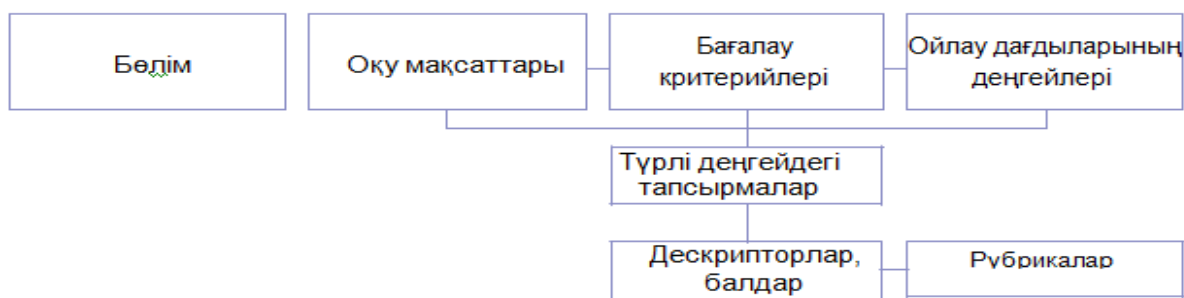 Бөлім
Оқу мақсаттары
Бағалау
критерийлері
Ойлау дағдыларының
деңгейлері
Түрлі деңгейдегі
тапсырмалар
Дескрипторлар,
балдар
Рубрикалар